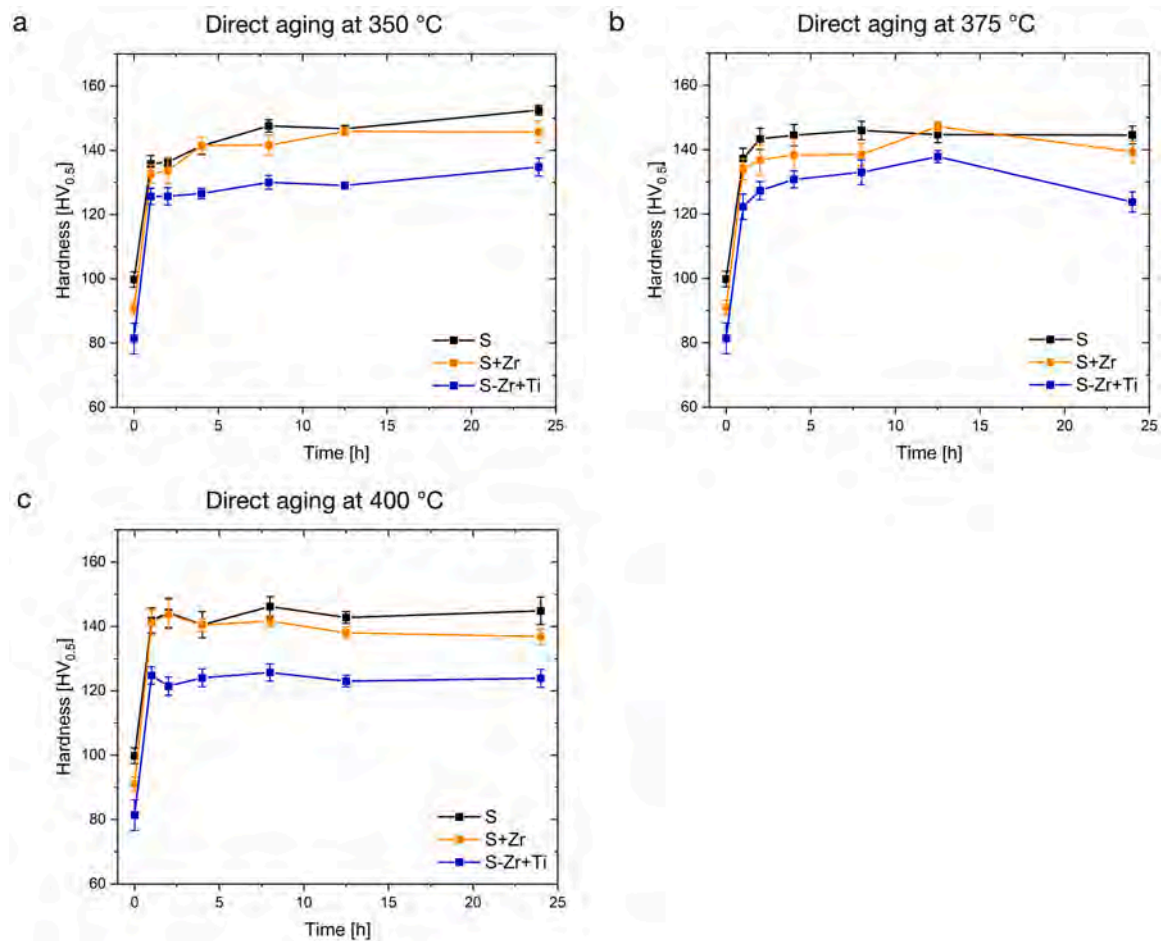 a
Direct aging at 350 °C
Hardness [HV0.5]
160
140
120
100
80
60
S
S+Zr
S-Zr+Ti
0 5 10 15 20 25
Time [h]
b
Direct aging at 375 °C
Hardness [HV0.5]
160
140
120
100
80
60
S
S+Zr
S-Zr+Ti
0 5 10 15 20 25
Time [h]
c
Direct aging at 400 °C
Hardness [HV0.5]
160
140
120
100
80
60
S
S+Zr
S-Zr+Ti
0 5 10 15 20 25
Time [h]